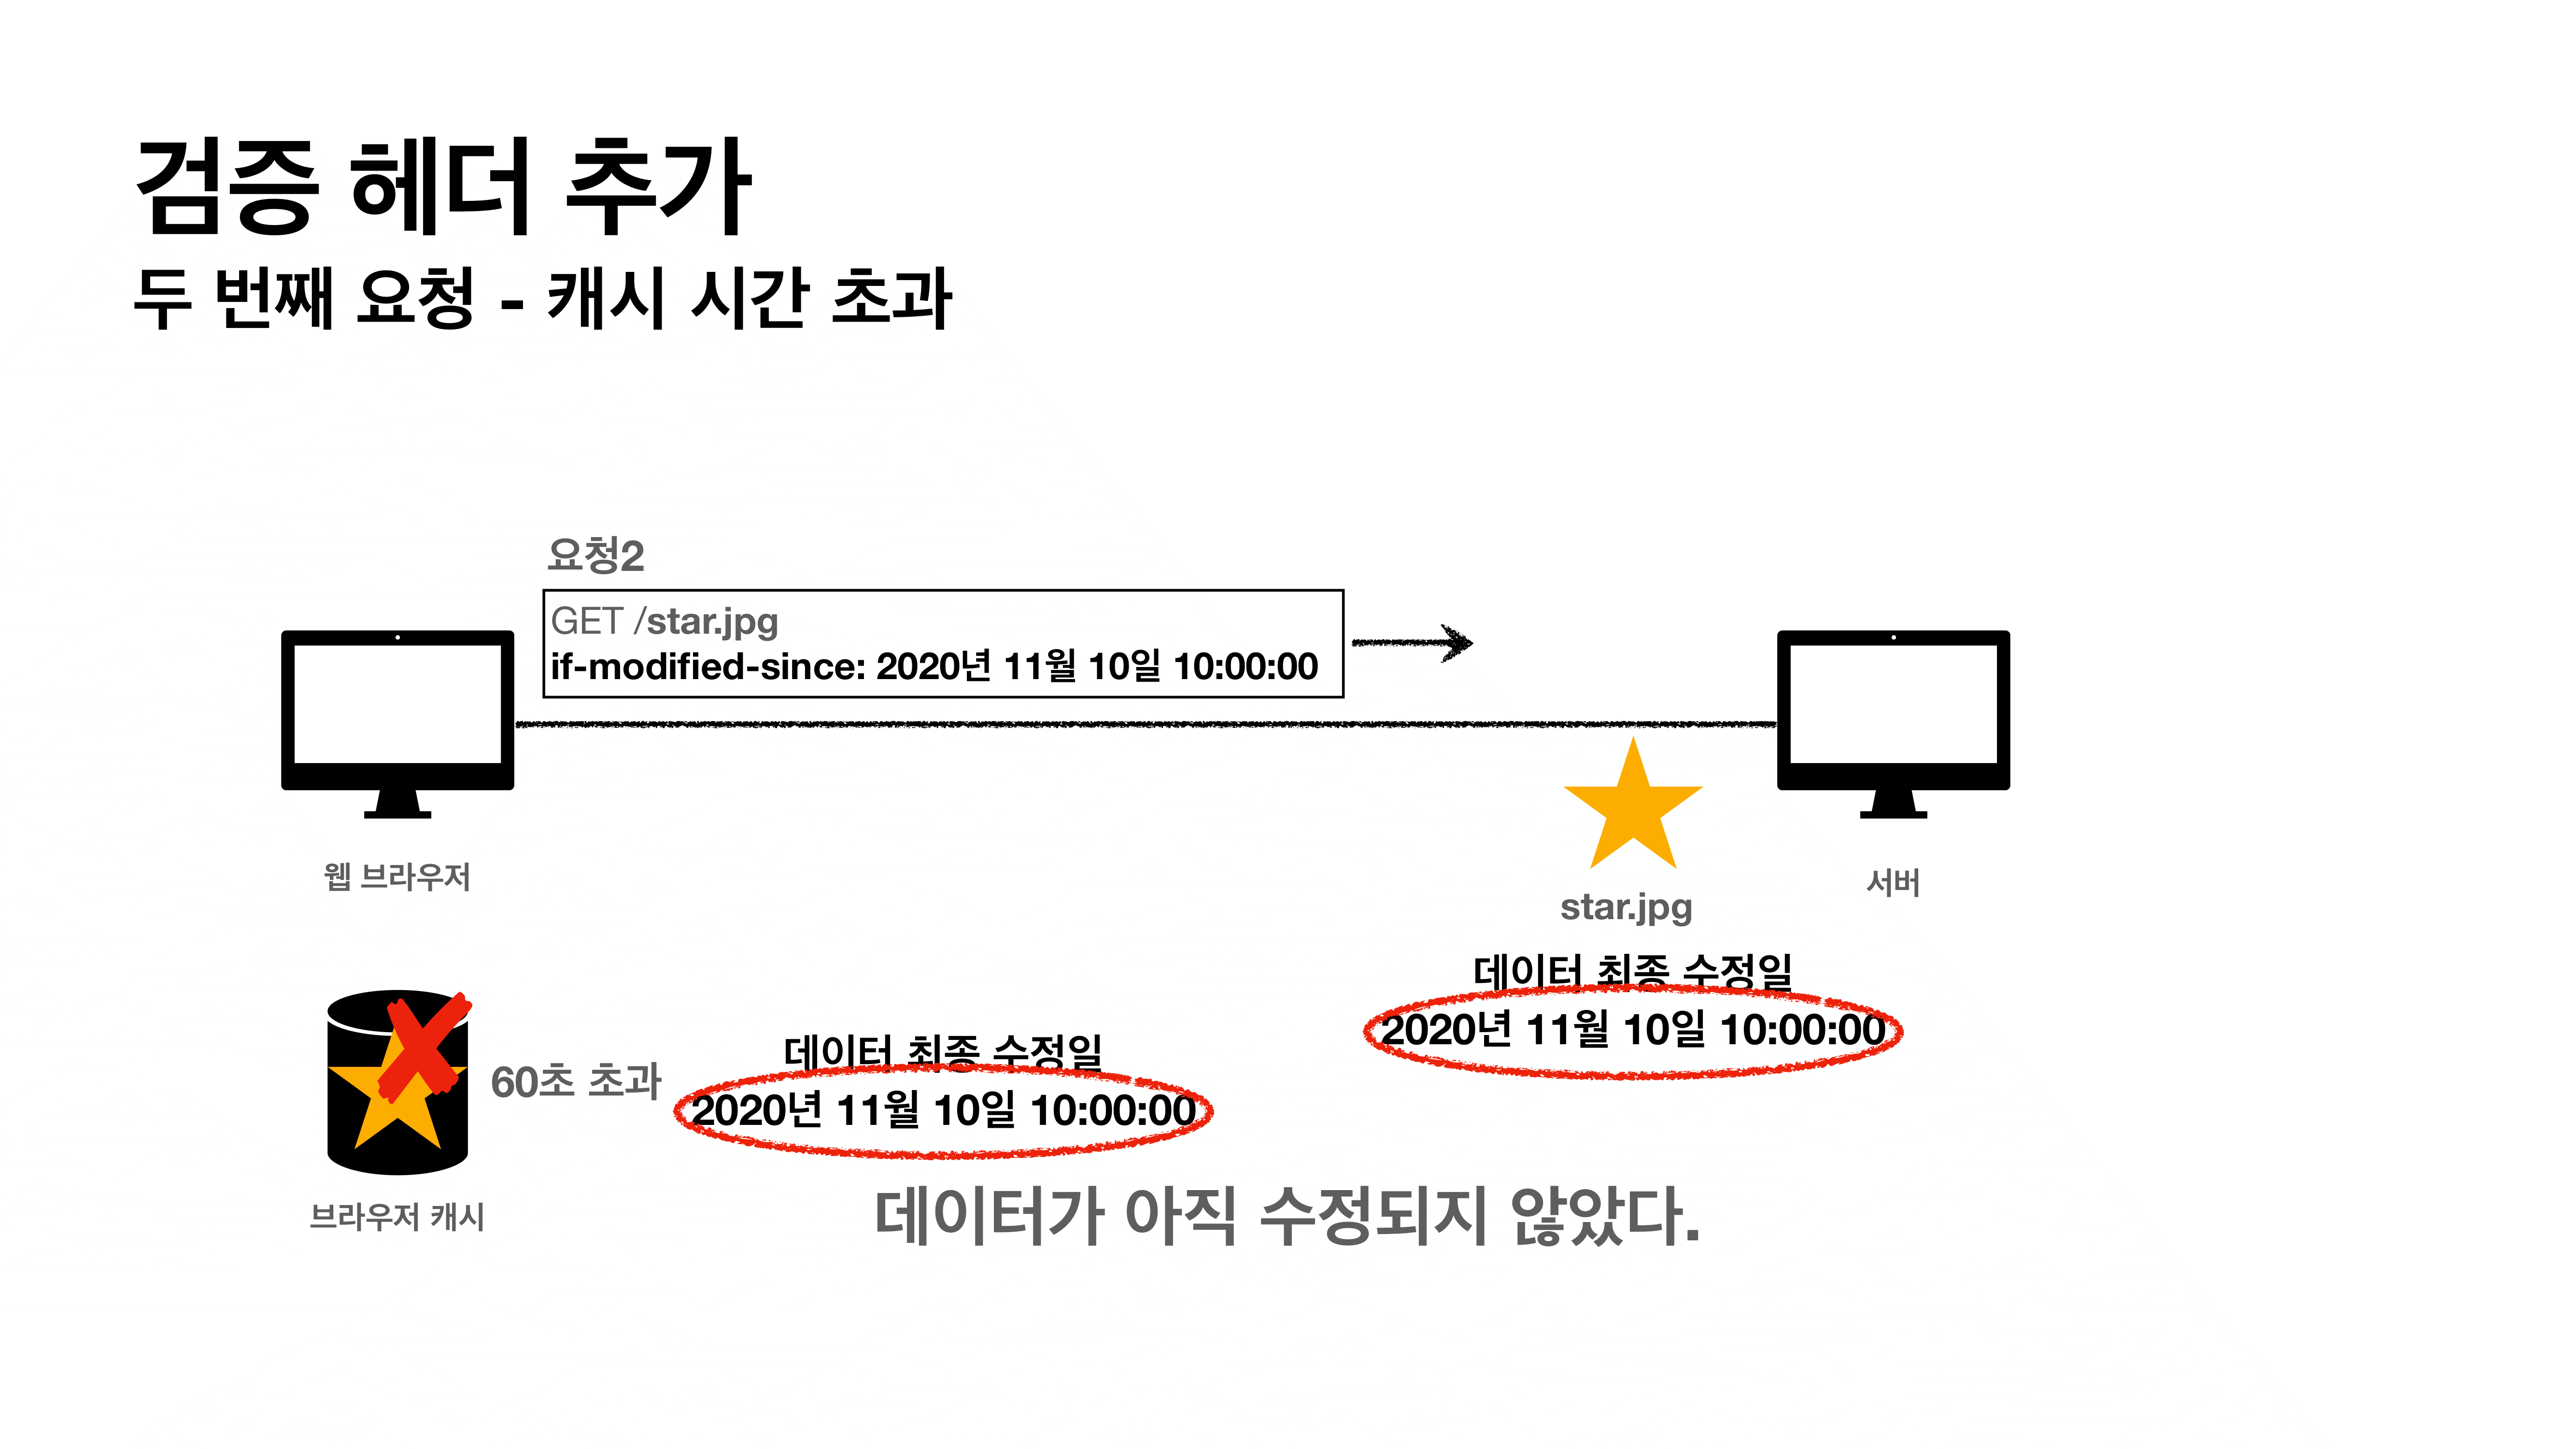 검증 헤더 추가
두 번째 요청 - 캐시 시간 초과
요청2
GET /star.jpg
if-modified-since: 2020년 11월 10일 10:00:00
웹 브라우저
서버
star.jpg
데이터 최종 수정일
2020년 11월 10일 10:00:00
60초 초과
데이터 최종 수정일
2020년 11월 10일 10:00:00
브라우저 캐시
데이터가 아직 수정되지 않았다.